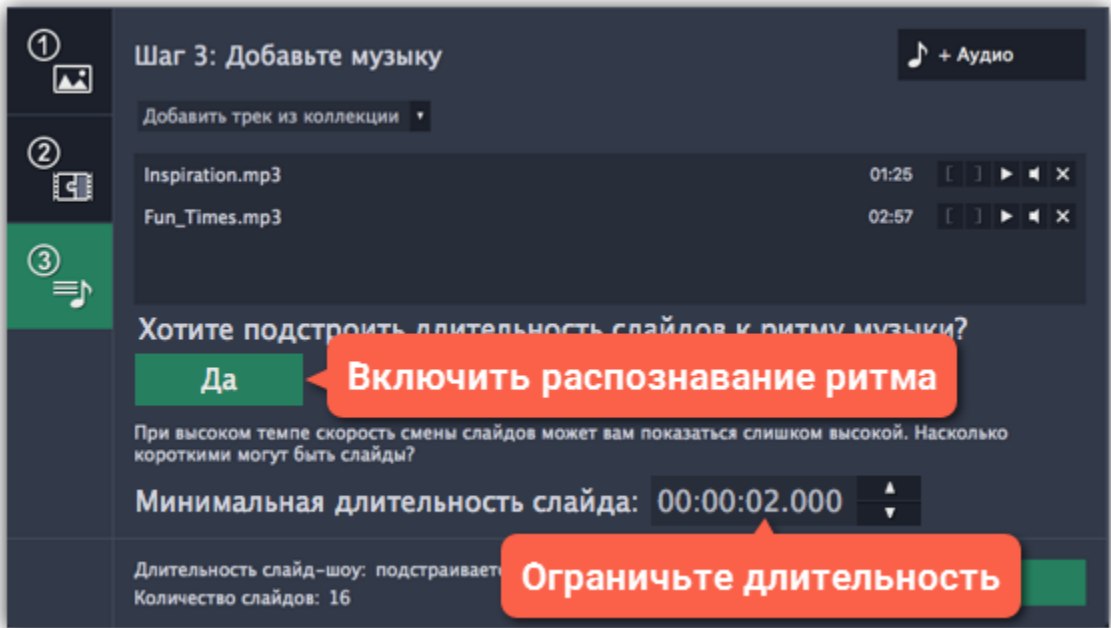 1
Шаг 3: Добавьте музыку
+ Аудио
Добавить трек из коллекции
2
Inspiration.mp3 01:25 [ ]
Fun_Times.mp3 02:57 [ ]
3
Хотите подстроить длительность слайдов к ритму музыки?
Да
Включить распознавание ритма
При высоком темпе скорость смены слайдов может вам показаться слишком высокой. Насколько
короткими могут быть слайды?
Минимальная длительность слайда: 00:00:02.000
Длительность слайд-шоу:
Ограничьте длительность
Количество слайдов: 16